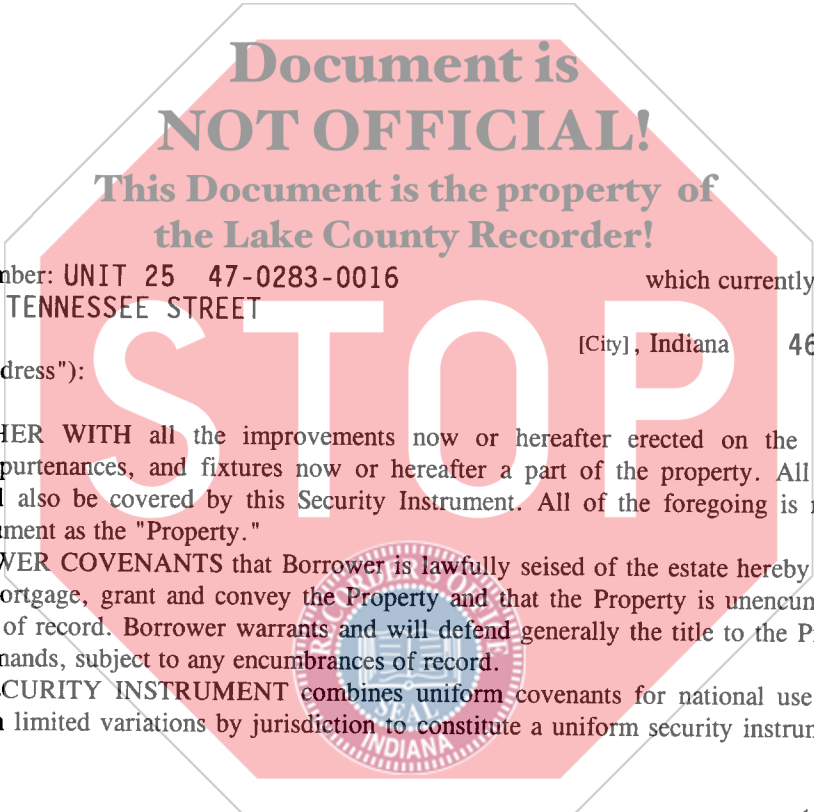 Document is
NOT OFFICIAL!
This Document is the property of
the Lake County Recorder!
nber: UNIT 25 47-0283-0016 which currently
TENNESSEE STREET
[City], Indiana 46
dress"):
STOP
HER WITH all the improvements now or hereafter erected on the
purtenances, and fixtures now or hereafter a part of the property. All
also be covered by this Security Instrument. All of the foregoing is
ment as the "Property."
WER COVENANTS that Borrower is lawfully seised of the estate hereby
ortgage, grant and convey the Property and that the Property is unencum
of record. Borrower warrants and will defend generally the title to the P
mands, subject to any encumbrances of record.
CURITY INSTRUMENT combines uniform covenants for national use
limited variations by jurisdiction to constitute a uniform security instrum
RECORDER'S OFFICE
SEAL
INDIANA